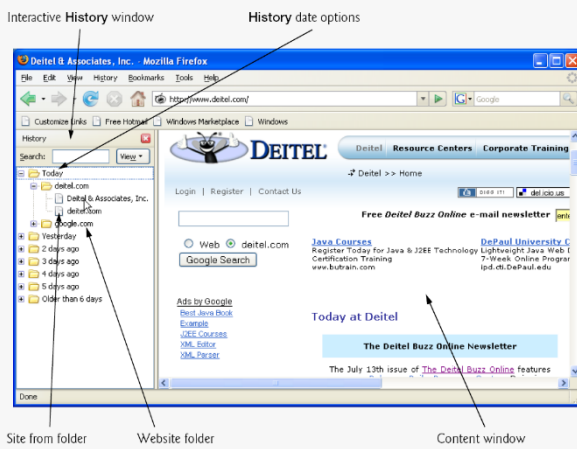 Interactive History window
History date options
Deitel & Associates, Inc. - Mozilla Firefox
File Edit View History Bookmarks Tools Help
http://www.deitel.com/
G Google
Customize Links Free Hotmail Windows Marketplace Windows
History
Search: View
Today
deitel.com
Deitel & Associates, Inc.
deitel.com
google.com
Yesterday
2 days ago
3 days ago
4 days ago
5 days ago
Older than 6 days
DEITEL
Deitel Resource Centers Corporate Training
Deitel >> Home
Login | Register | Contact Us
DIGG IT! del.icio.us
Free Deitel Buzz Online e-mail newsletter
Web deitel.com
Google Search
Java Courses
Register Today for Java & J2EE Technology
Certification Training
www.butrain.com
DePaul University C
Lightweight Java Web
7-Week Online Program
ipd.cti.DePaul.edu
Ads by Google
Best Java Book
Example
J2EE Courses
XML Editor
XML Parser
Today at Deitel
The Deitel Buzz Online Newsletter
The July 13th issue of The Deitel Buzz Online features
Done
Site from folder
Website folder
Content window